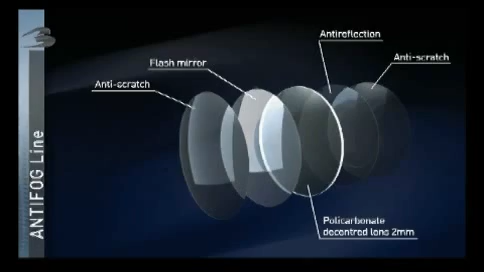 Antireflection
Anti-scratch
Flash mirror
Anti-scratch
Policarbonate
decentred lens 2mm
ANTIFOG Line